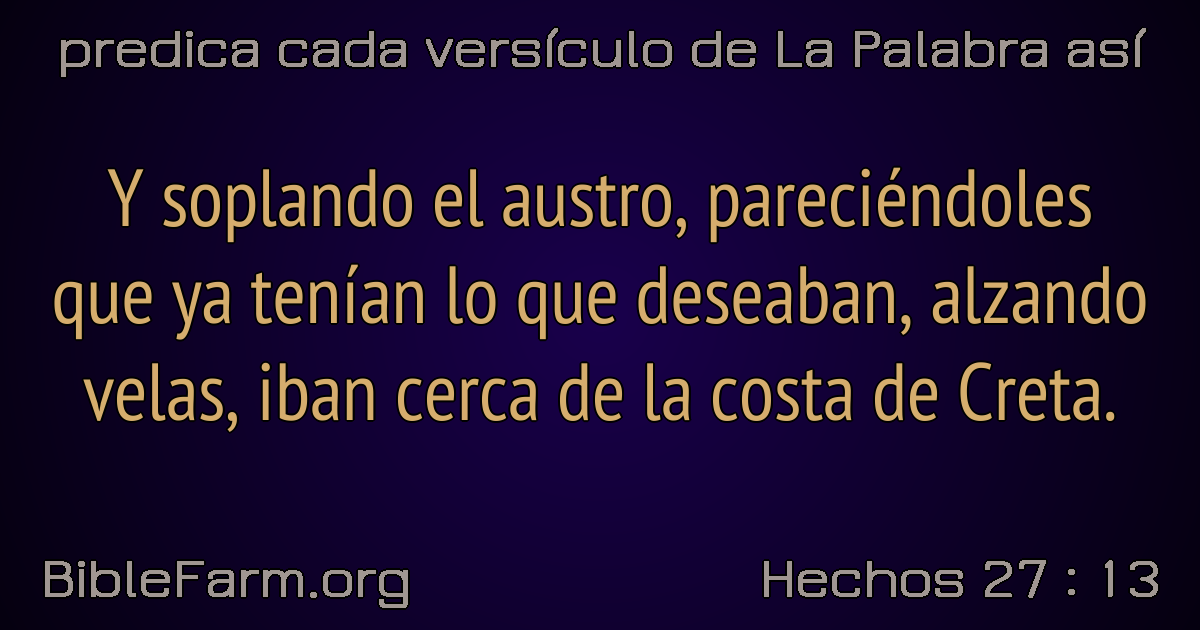 predica cada versículo de La Palabra así
Y soplando el austro, pareciéndoles
que ya tenían lo que deseaban, alzando
velas, iban cerca de la costa de Creta.
BibleFarm.org
Hechos 27 : 13